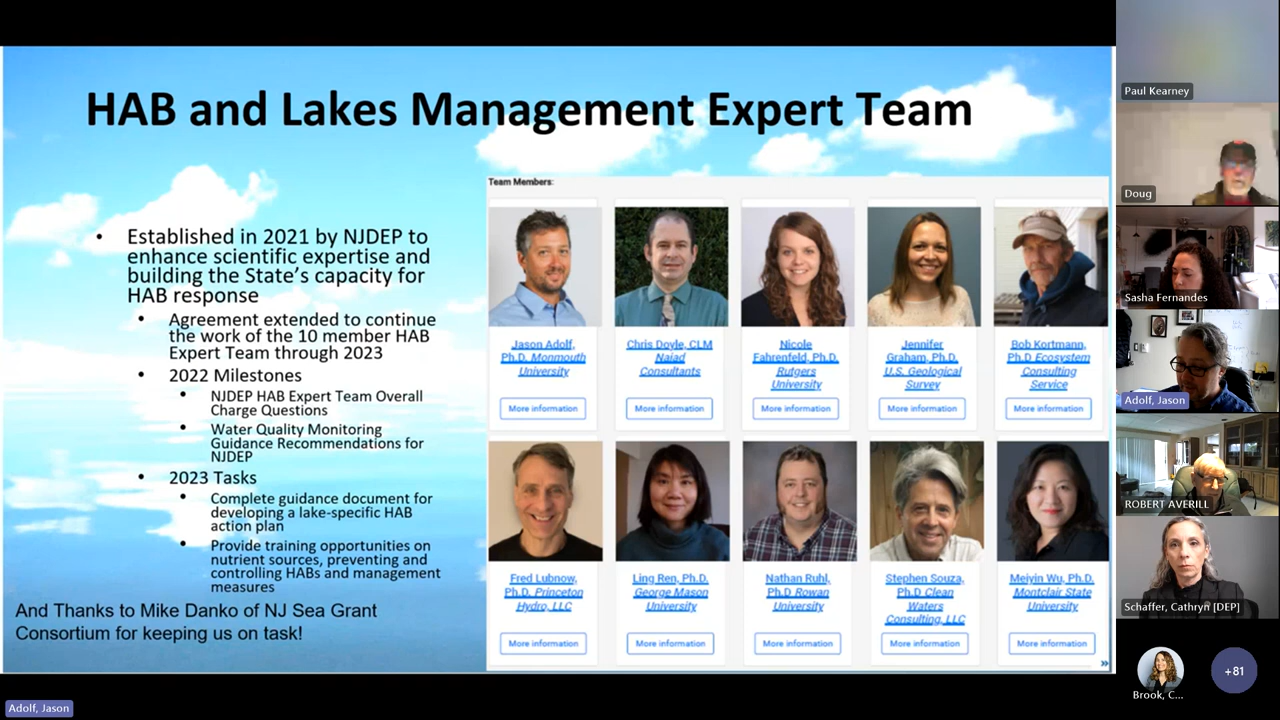 HAB and Lakes Management Expert Team
• Established in 2021 by NJDEP to
enhance scientific expertise and
building the State's capacity for
HAB response
• Agreement extended to continue
the work of the 10 member HAB
Expert Team through 2023
• 2022 Milestones
• NJDEP HAB Expert Team Overall
Charge Questions
• Water Quality Monitoring
Guidance Recommendations for
NJDEP
• 2023 Tasks
• Complete guidance document for
developing a lake-specific HAB
action plan
• Provide training opportunities on
nutrient sources, preventing and
controlling HABs and management
measures
And Thanks to Mike Danko of NJ Sea Grant
Consortium for keeping us on task!
Team Members:
Jason Adolf,
Ph.D. Monmouth
University
More information
Chris Doyle, CLM
Naiad
Consultants
More information
Nicole
Fahrenfeld, Ph.D.
Rutgers
University
More information
Jennifer
Graham, Ph.D.
U.S. Geological
Survey
More information
Bob Kortmann,
Ph.D Ecosystem
Consulting
Service
More information
Fred Lubnow,
Ph.D. Princeton
Hydro, LLC
More information
Ling Ren, Ph.D.
George Mason
University
More information
Nathan Ruhl,
Ph.D Rowan
University
More information
Stephen Souza,
Ph.D Clean
Waters
Consulting, LLC
More information
Meiyin Wu, Ph.D.
Montclair State
University
More information
»
Paul Kearney
Doug
Sasha Fernandes
Adolf, Jason
ROBERT AVERILL
Schaffer, Cathryn [DEP]
Brook, C...
+81
Adolf, Jason